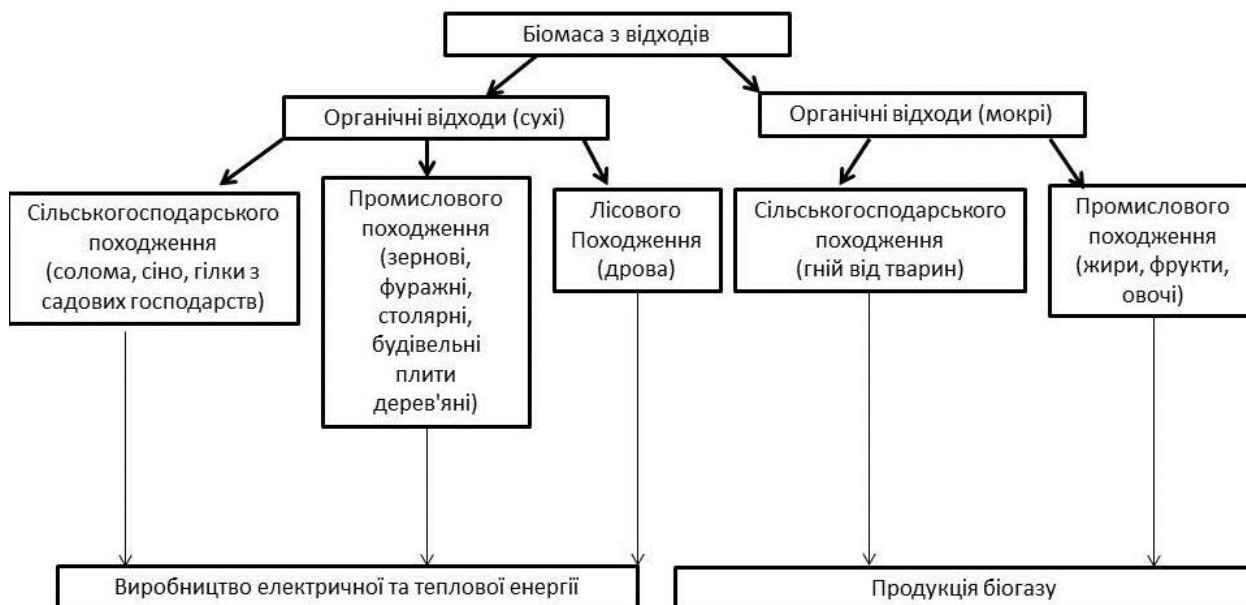 Біомаса з відходів
Органічні відходи (сухі)
Органічні відходи (мокрі)
Сільськогосподарського
походження
(солома, сіно, гілки з
садових господарств)
Промислового
походження
(зернові,
фуражні,
столярні,
будівельні
плити
дерев'яні)
Лісового
Походження
(дрова)
Сільськогосподарського
походження
(гній від тварин)
Промислового
походження
(жири, фрукти,
овочі)
Виробництво електричної та теплової енергії
Продукція біогазу